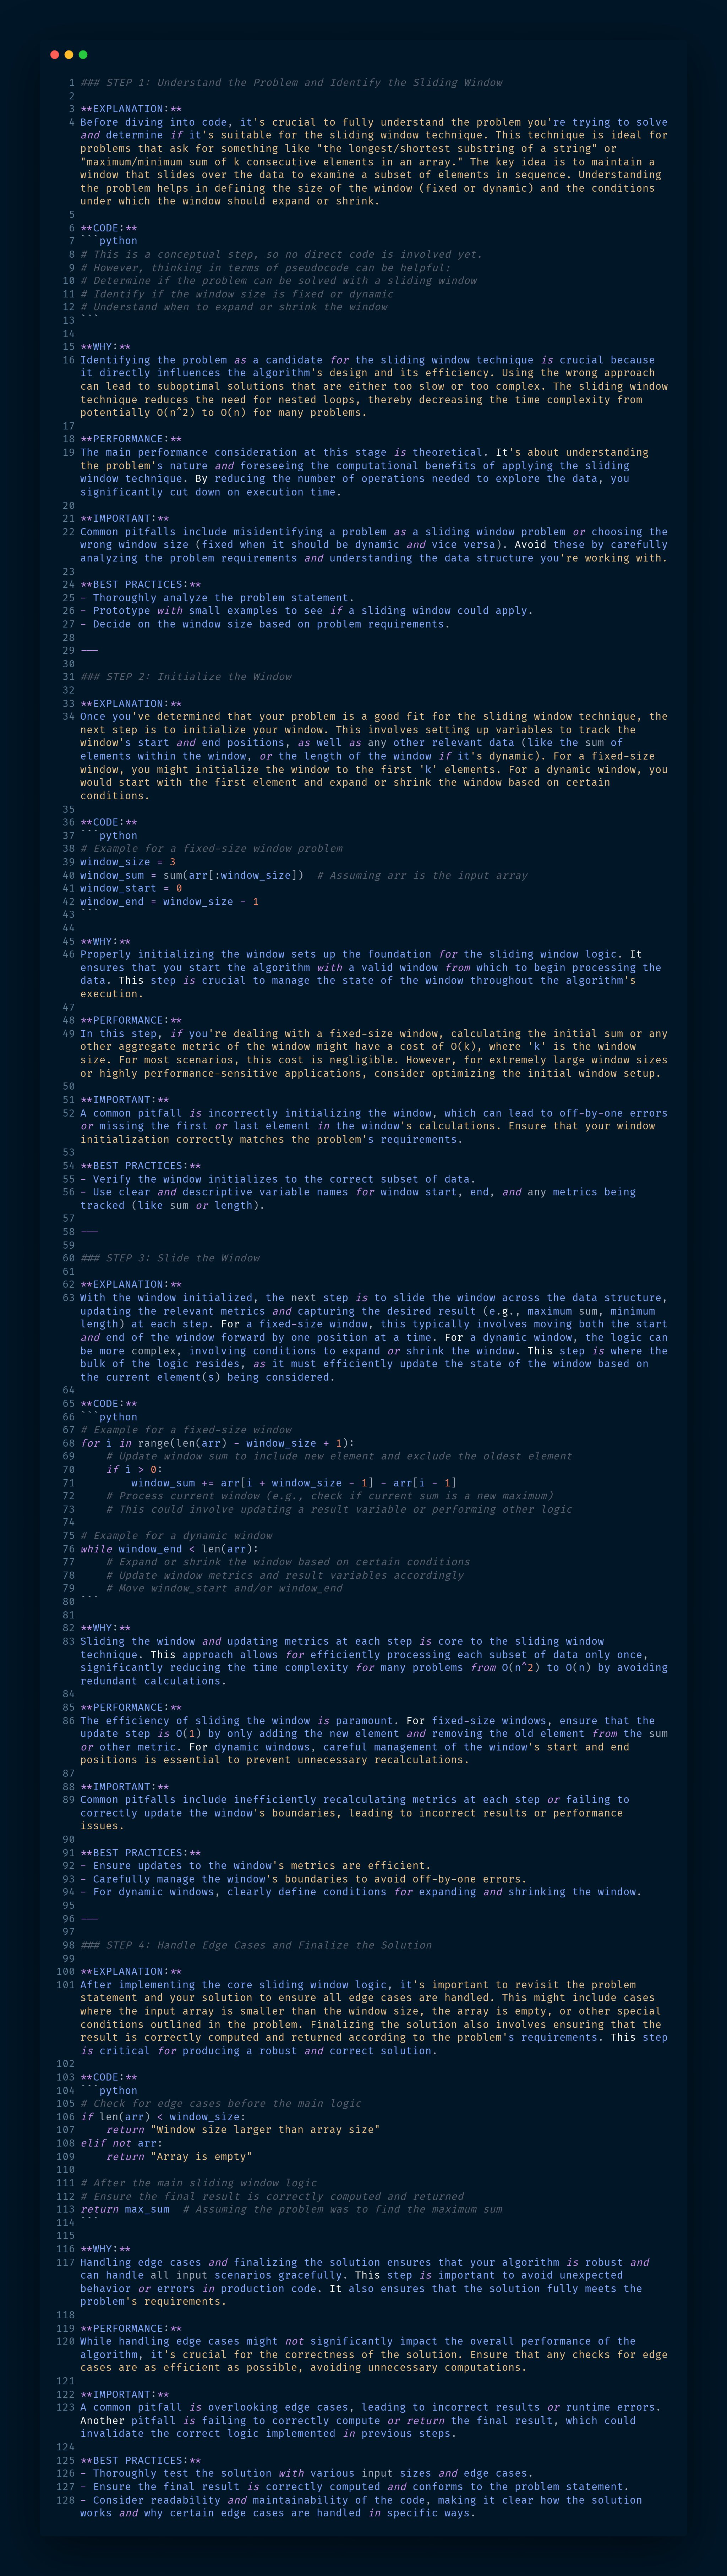 1 ### STEP 1: Understand the Problem and Identify the Sliding Window
2
3 **EXPLANATION:**
4 Before diving into code, it's crucial to fully understand the problem you're trying to solve
and determine if it's suitable for the sliding window technique. This technique is ideal for
problems that ask for something like "the longest/shortest substring of a string" or
"maximum/minimum sum of k consecutive elements in an array." The key idea is to maintain a
window that slides over the data to examine a subset of elements in sequence. Understanding
the problem helps in defining the size of the window (fixed or dynamic) and the conditions
under which the window should expand or shrink.
5
6 **CODE:**
7 ```python
8 # This is a conceptual step, so no direct code is involved yet.
9 # However, thinking in terms of pseudocode can be helpful:
10 # Determine if the problem can be solved with a sliding window
11 # Identify if the window size is fixed or dynamic
12 # Understand when to expand or shrink the window
13 ```
14
15 **WHY:**
16 Identifying the problem as a candidate for the sliding window technique is crucial because
it directly influences the algorithm's design and its efficiency. Using the wrong approach
can lead to suboptimal solutions that are either too slow or too complex. The sliding window
technique reduces the need for nested loops, thereby decreasing the time complexity from
potentially O(n^2) to O(n) for many problems.
17
18 **PERFORMANCE:**
19 The main performance consideration at this stage is theoretical. It's about understanding
the problem's nature and foreseeing the computational benefits of applying the sliding
window technique. By reducing the number of operations needed to explore the data, you
significantly cut down on execution time.
20
21 **IMPORTANT:**
22 Common pitfalls include misidentifying a problem as a sliding window problem or choosing the
wrong window size (fixed when it should be dynamic and vice versa). Avoid these by carefully
analyzing the problem requirements and understanding the data structure you're working with.
23
24 **BEST PRACTICES:**
25 - Thoroughly analyze the problem statement.
26 - Prototype with small examples to see if a sliding window could apply.
27 - Decide on the window size based on problem requirements.
28
29 ---
30
31 ### STEP 2: Initialize the Window
32
33 **EXPLANATION:**
34 Once you've determined that your problem is a good fit for the sliding window technique, the
next step is to initialize your window. This involves setting up variables to track the
window's start and end positions, as well as any other relevant data (like the sum of
elements within the window, or the length of the window if it's dynamic). For a fixed-size
window, you might initialize the window to the first 'k' elements. For a dynamic window, you
would start with the first element and expand or shrink the window based on certain
conditions.
35
36 **CODE:**
37 ```python
38 # Example for a fixed-size window problem
39 window_size = 3
40 window_sum = sum(arr[:window_size])  # Assuming arr is the input array
41 window_start = 0
42 window_end = window_size - 1
43 ```
44
45 **WHY:**
46 Properly initializing the window sets up the foundation for the sliding window logic. It
ensures that you start the algorithm with a valid window from which to begin processing the
data. This step is crucial to manage the state of the window throughout the algorithm's
execution.
47
48 **PERFORMANCE:**
49 In this step, if you're dealing with a fixed-size window, calculating the initial sum or any
other aggregate metric of the window might have a cost of O(k), where 'k' is the window
size. For most scenarios, this cost is negligible. However, for extremely large window sizes
or highly performance-sensitive applications, consider optimizing the initial window setup.
50
51 **IMPORTANT:**
52 A common pitfall is incorrectly initializing the window, which can lead to off-by-one errors
or missing the first or last element in the window's calculations. Ensure that your window
initialization correctly matches the problem's requirements.
53
54 **BEST PRACTICES:**
55 - Verify the window initializes to the correct subset of data.
56 - Use clear and descriptive variable names for window start, end, and any metrics being
tracked (like sum or length).
57
58 ---
59
60 ### STEP 3: Slide the Window
61
62 **EXPLANATION:**
63 With the window initialized, the next step is to slide the window across the data structure,
updating the relevant metrics and capturing the desired result (e.g., maximum sum, minimum
length) at each step. For a fixed-size window, this typically involves moving both the start
and end of the window forward by one position at a time. For a dynamic window, the logic can
be more complex, involving conditions to expand or shrink the window. This step is where the
bulk of the logic resides, as it must efficiently update the state of the window based on
the current element(s) being considered.
64
65 **CODE:**
66 ```python
67 # Example for a fixed-size window
68 for i in range(len(arr) - window_size + 1):
69     # Update window sum to include new element and exclude the oldest element
70     if i > 0:
71         window_sum += arr[i + window_size - 1] - arr[i - 1]
72     # Process current window (e.g., check if current sum is a new maximum)
73     # This could involve updating a result variable or performing other logic
74
75 # Example for a dynamic window
76 while window_end < len(arr):
77     # Expand or shrink the window based on certain conditions
78     # Update window metrics and result variables accordingly
79     # Move window_start and/or window_end
80 ```
81
82 **WHY:**
83 Sliding the window and updating metrics at each step is core to the sliding window
technique. This approach allows for efficiently processing each subset of data only once,
significantly reducing the time complexity for many problems from O(n^2) to O(n) by avoiding
redundant calculations.
84
85 **PERFORMANCE:**
86 The efficiency of sliding the window is paramount. For fixed-size windows, ensure that the
update step is O(1) by only adding the new element and removing the old element from the sum
or other metric. For dynamic windows, careful management of the window's start and end
positions is essential to prevent unnecessary recalculations.
87
88 **IMPORTANT:**
89 Common pitfalls include inefficiently recalculating metrics at each step or failing to
correctly update the window's boundaries, leading to incorrect results or performance
issues.
90
91 **BEST PRACTICES:**
92 - Ensure updates to the window's metrics are efficient.
93 - Carefully manage the window's boundaries to avoid off-by-one errors.
94 - For dynamic windows, clearly define conditions for expanding and shrinking the window.
95
96 ---
97
98 ### STEP 4: Handle Edge Cases and Finalize the Solution
99
100 **EXPLANATION:**
101 After implementing the core sliding window logic, it's important to revisit the problem
statement and your solution to ensure all edge cases are handled. This might include cases
where the input array is smaller than the window size, the array is empty, or other special
conditions outlined in the problem. Finalizing the solution also involves ensuring that the
result is correctly computed and returned according to the problem's requirements. This step
is critical for producing a robust and correct solution.
102
103 **CODE:**
104 ```python
105 # Check for edge cases before the main logic
106 if len(arr) < window_size:
107     return "Window size larger than array size"
108 elif not arr:
109     return "Array is empty"
110
111 # After the main sliding window logic
112 # Ensure the final result is correctly computed and returned
113 return max_sum  # Assuming the problem was to find the maximum sum
114 ```
115
116 **WHY:**
117 Handling edge cases and finalizing the solution ensures that your algorithm is robust and
can handle all input scenarios gracefully. This step is important to avoid unexpected
behavior or errors in production code. It also ensures that the solution fully meets the
problem's requirements.
118
119 **PERFORMANCE:**
120 While handling edge cases might not significantly impact the overall performance of the
algorithm, it's crucial for the correctness of the solution. Ensure that any checks for edge
cases are as efficient as possible, avoiding unnecessary computations.
121
122 **IMPORTANT:**
123 A common pitfall is overlooking edge cases, leading to incorrect results or runtime errors.
Another pitfall is failing to correctly compute or return the final result, which could
invalidate the correct logic implemented in previous steps.
124
125 **BEST PRACTICES:**
126 - Thoroughly test the solution with various input sizes and edge cases.
127 - Ensure the final result is correctly computed and conforms to the problem statement.
128 - Consider readability and maintainability of the code, making it clear how the solution
works and why certain edge cases are handled in specific ways.